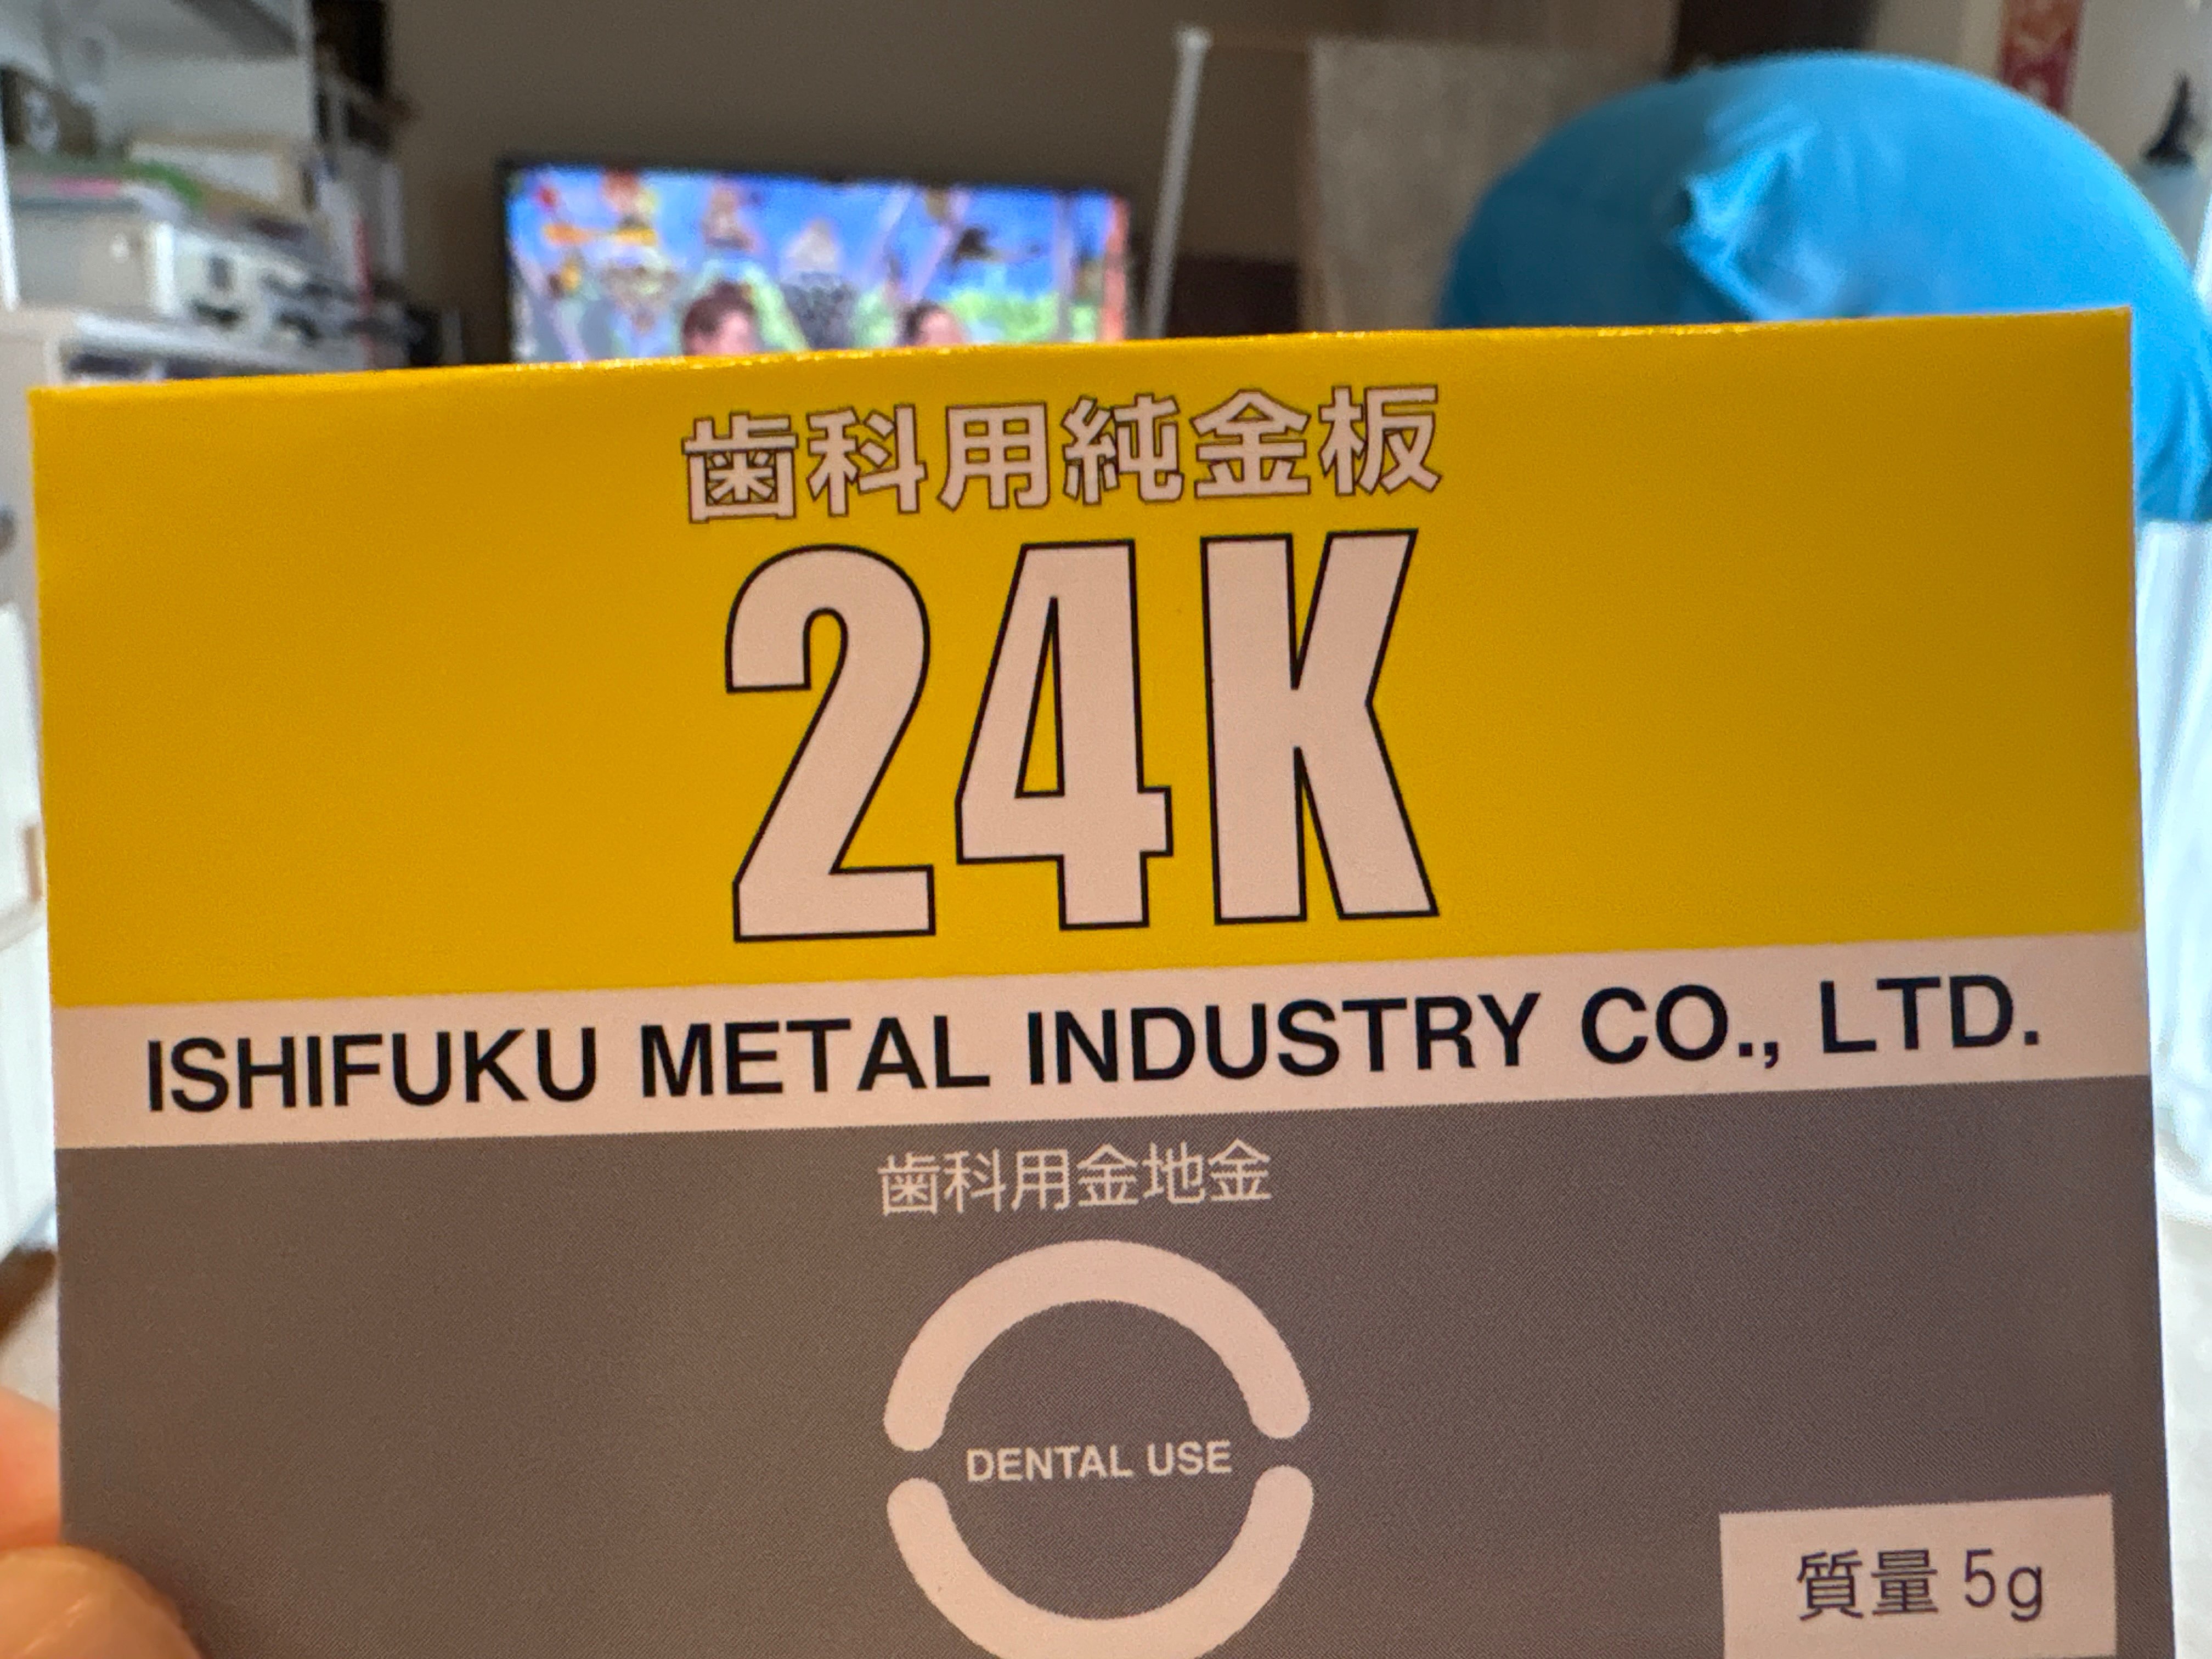 歯科用純金板
24K
ISHIFUKU METAL INDUSTRY CO., LTD.
歯科用金地金
DENTAL USE
質量 5g